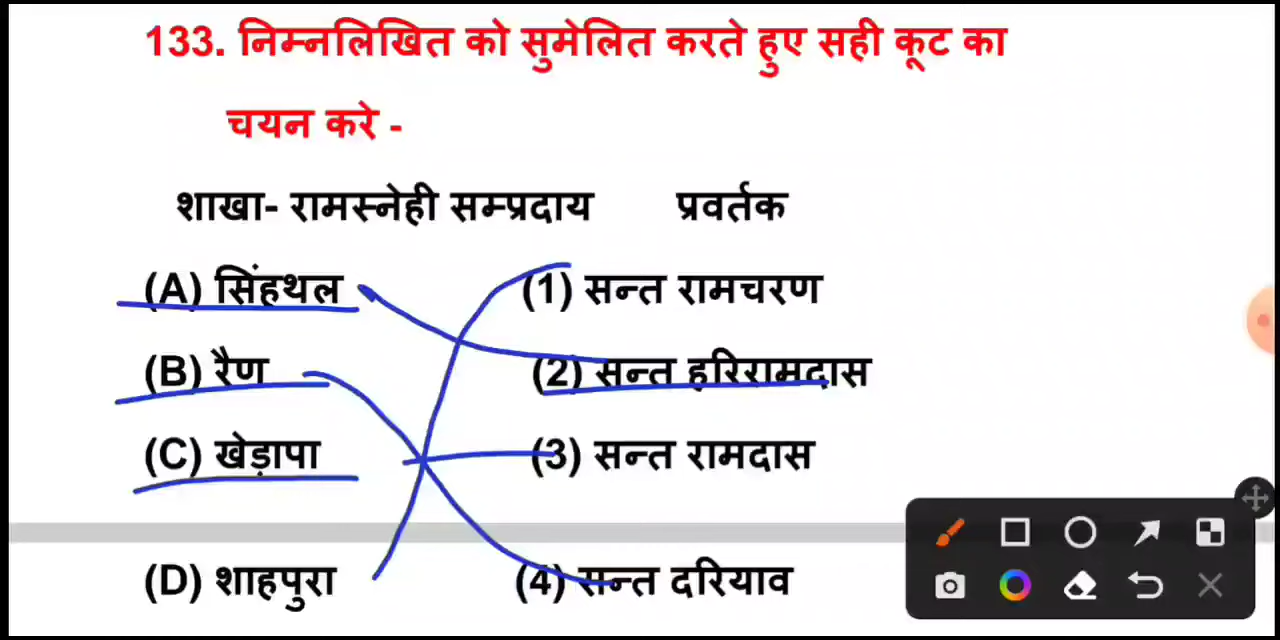 133. निम्नलिखित को सुमेलित करते हुए सही कूट का
चयन करे -
शाखा- रामस्नेही सम्प्रदाय प्रवर्तक
(A) सिंहथल (1) सन्त रामचरण
(B) रैण (2) सन्त हरिरामदास
(C) खेड़ापा (3) सन्त रामदास
(D) शाहपुरा (4) सन्त दरियाव